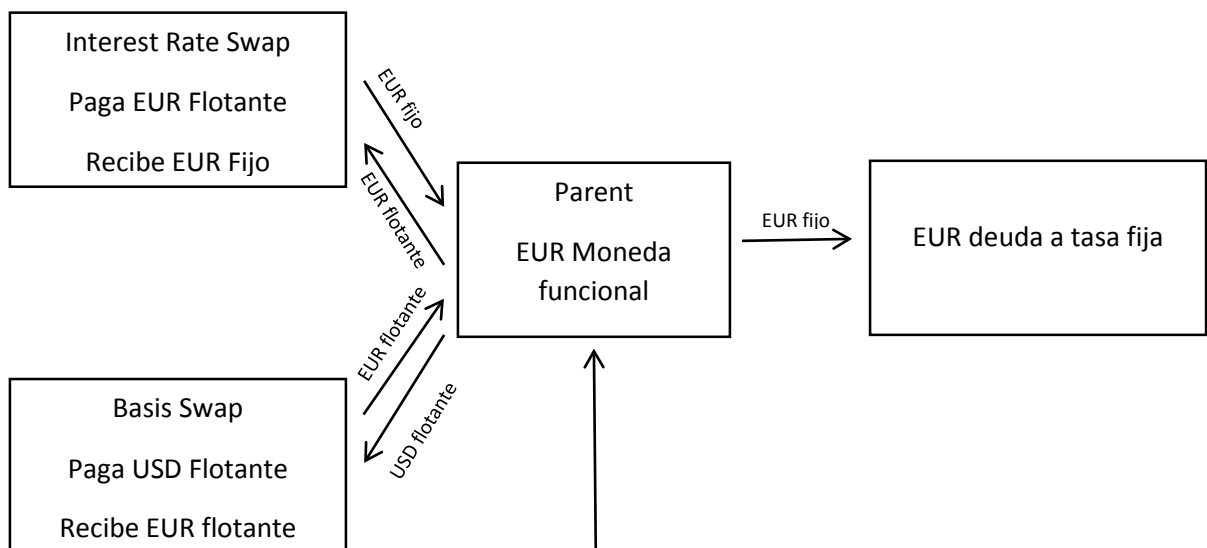 Interest Rate Swap
Paga EUR Flotante
Recibe EUR Fijo
EUR fijo
EUR flotante
Parent
EUR Moneda
funcional
EUR fijo
EUR deuda a tasa fija
EUR flotante
USD flotante
Basis Swap
Paga USD Flotante
Recibe EUR flotante